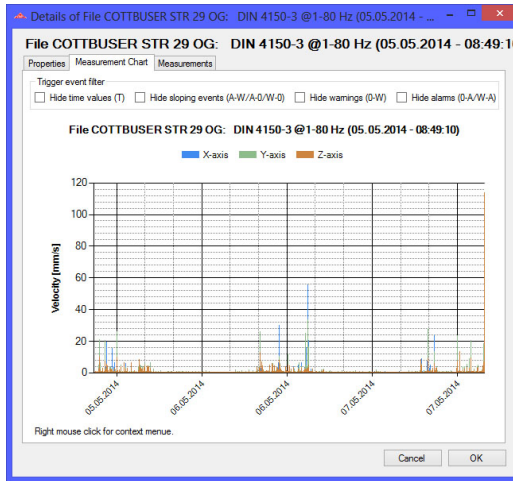 Details of File COTTBUSER STR 29 OG: DIN 4150-3 @1-80 Hz (05.05.2014 - ...
File COTTBUSER STR 29 OG: DIN 4150-3 @1-80 Hz (05.05.2014 - 08:49:1
Properties Measurement Chart Measurements
Trigger event filter
Hide time values (T) Hide sloping events (A-W/A-0/W-0) Hide warnings (0-W) Hide alarms (0-A/W-A)
File COTTBUSER STR 29 OG: DIN 4150-3 @1-80 Hz (05.05.2014 - 08:49:10)
X-axis Y-axis Z-axis
120
100
80
60
40
20
0
Velocity [mm/s]
05.05.2014 06.05.2014 06.05.2014 07.05.2014 07.05.2014
Right mouse click for context menue.
Cancel OK